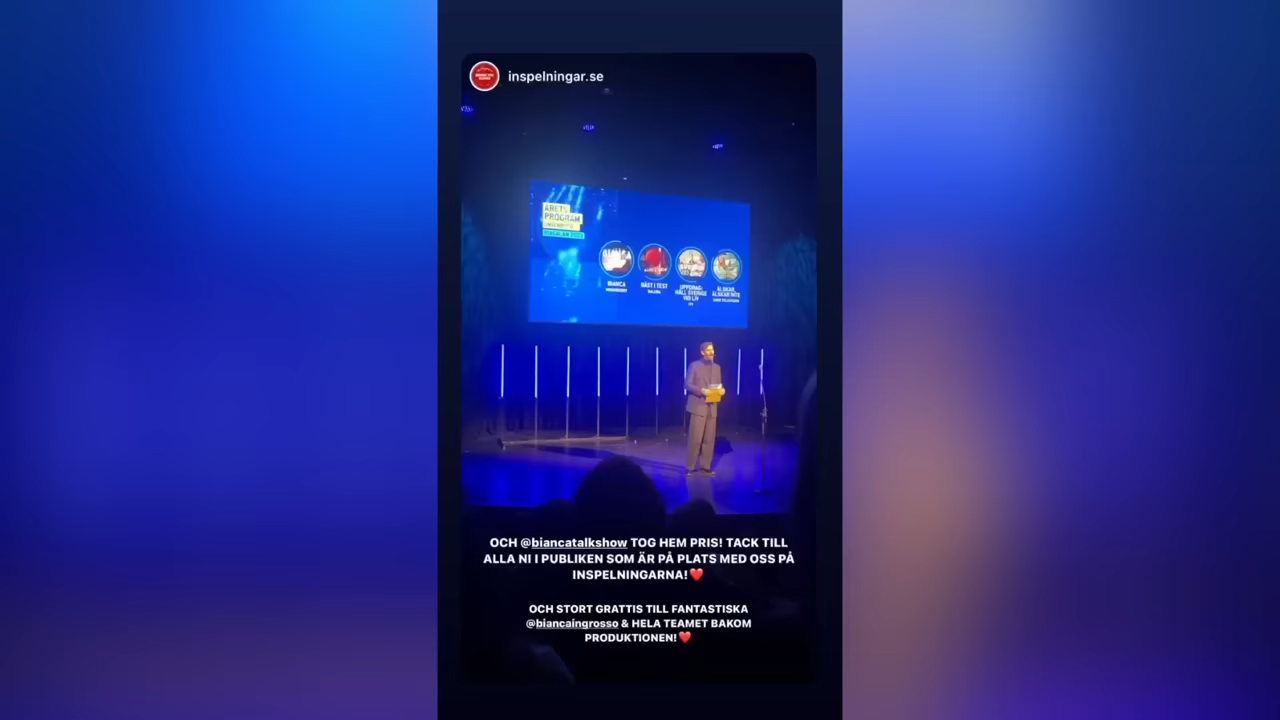 inspelningar.se
ÅRETS
PROGRAM
BIANCA
BÄST I TEST
UPPDRAG:
HÅLL SVERIGE
VID LIV
ÄLSKAR,
ÄLSKAR INTE
OCH @biancatalkshow TOG HEM PRIS! TACK TILL
ALLA NI I PUBLIKEN SOM ÄR PÅ PLATS MED OSS PÅ
INSPELNINGARNA!❤️
OCH STORT GRATTIS TILL FANTASTISKA
@biancaingrosso & HELA TEAMET BAKOM
PRODUKTIONEN!❤️